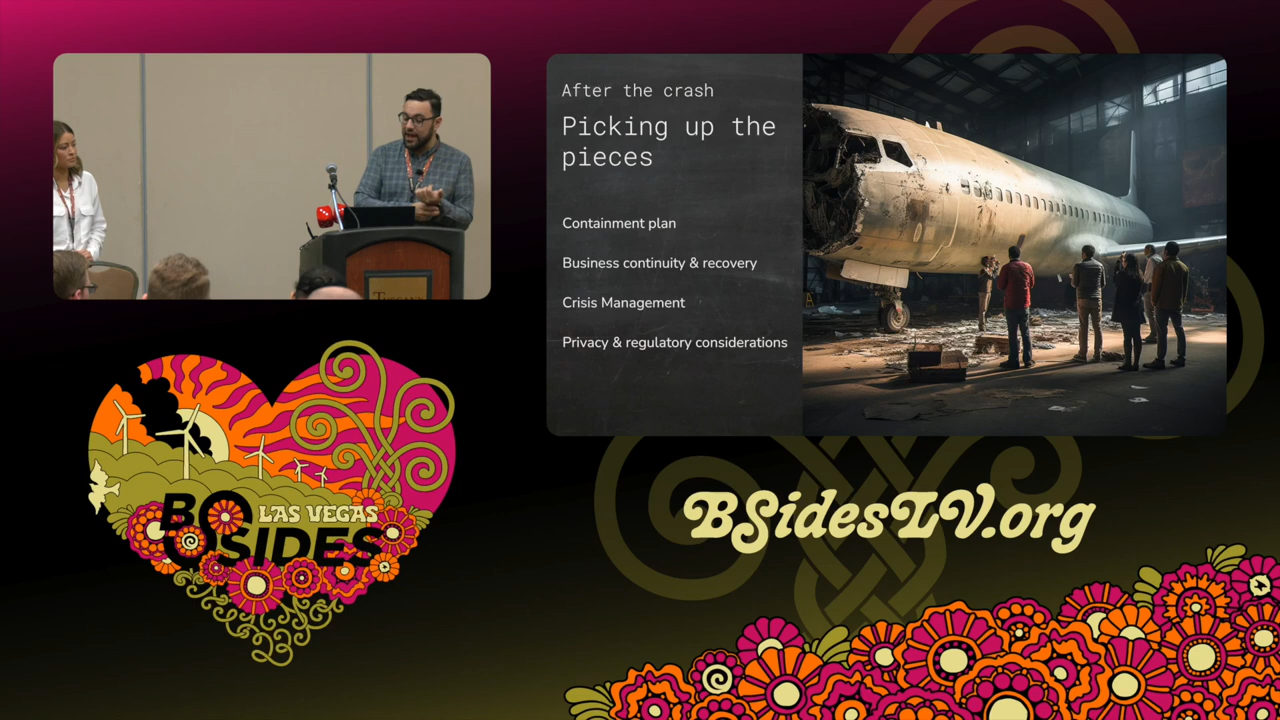 After the crash
Picking up the
pieces
Containment plan
Business continuity & recovery
Crisis Management
Privacy & regulatory considerations
LAS VEGAS
BSidesLV.org